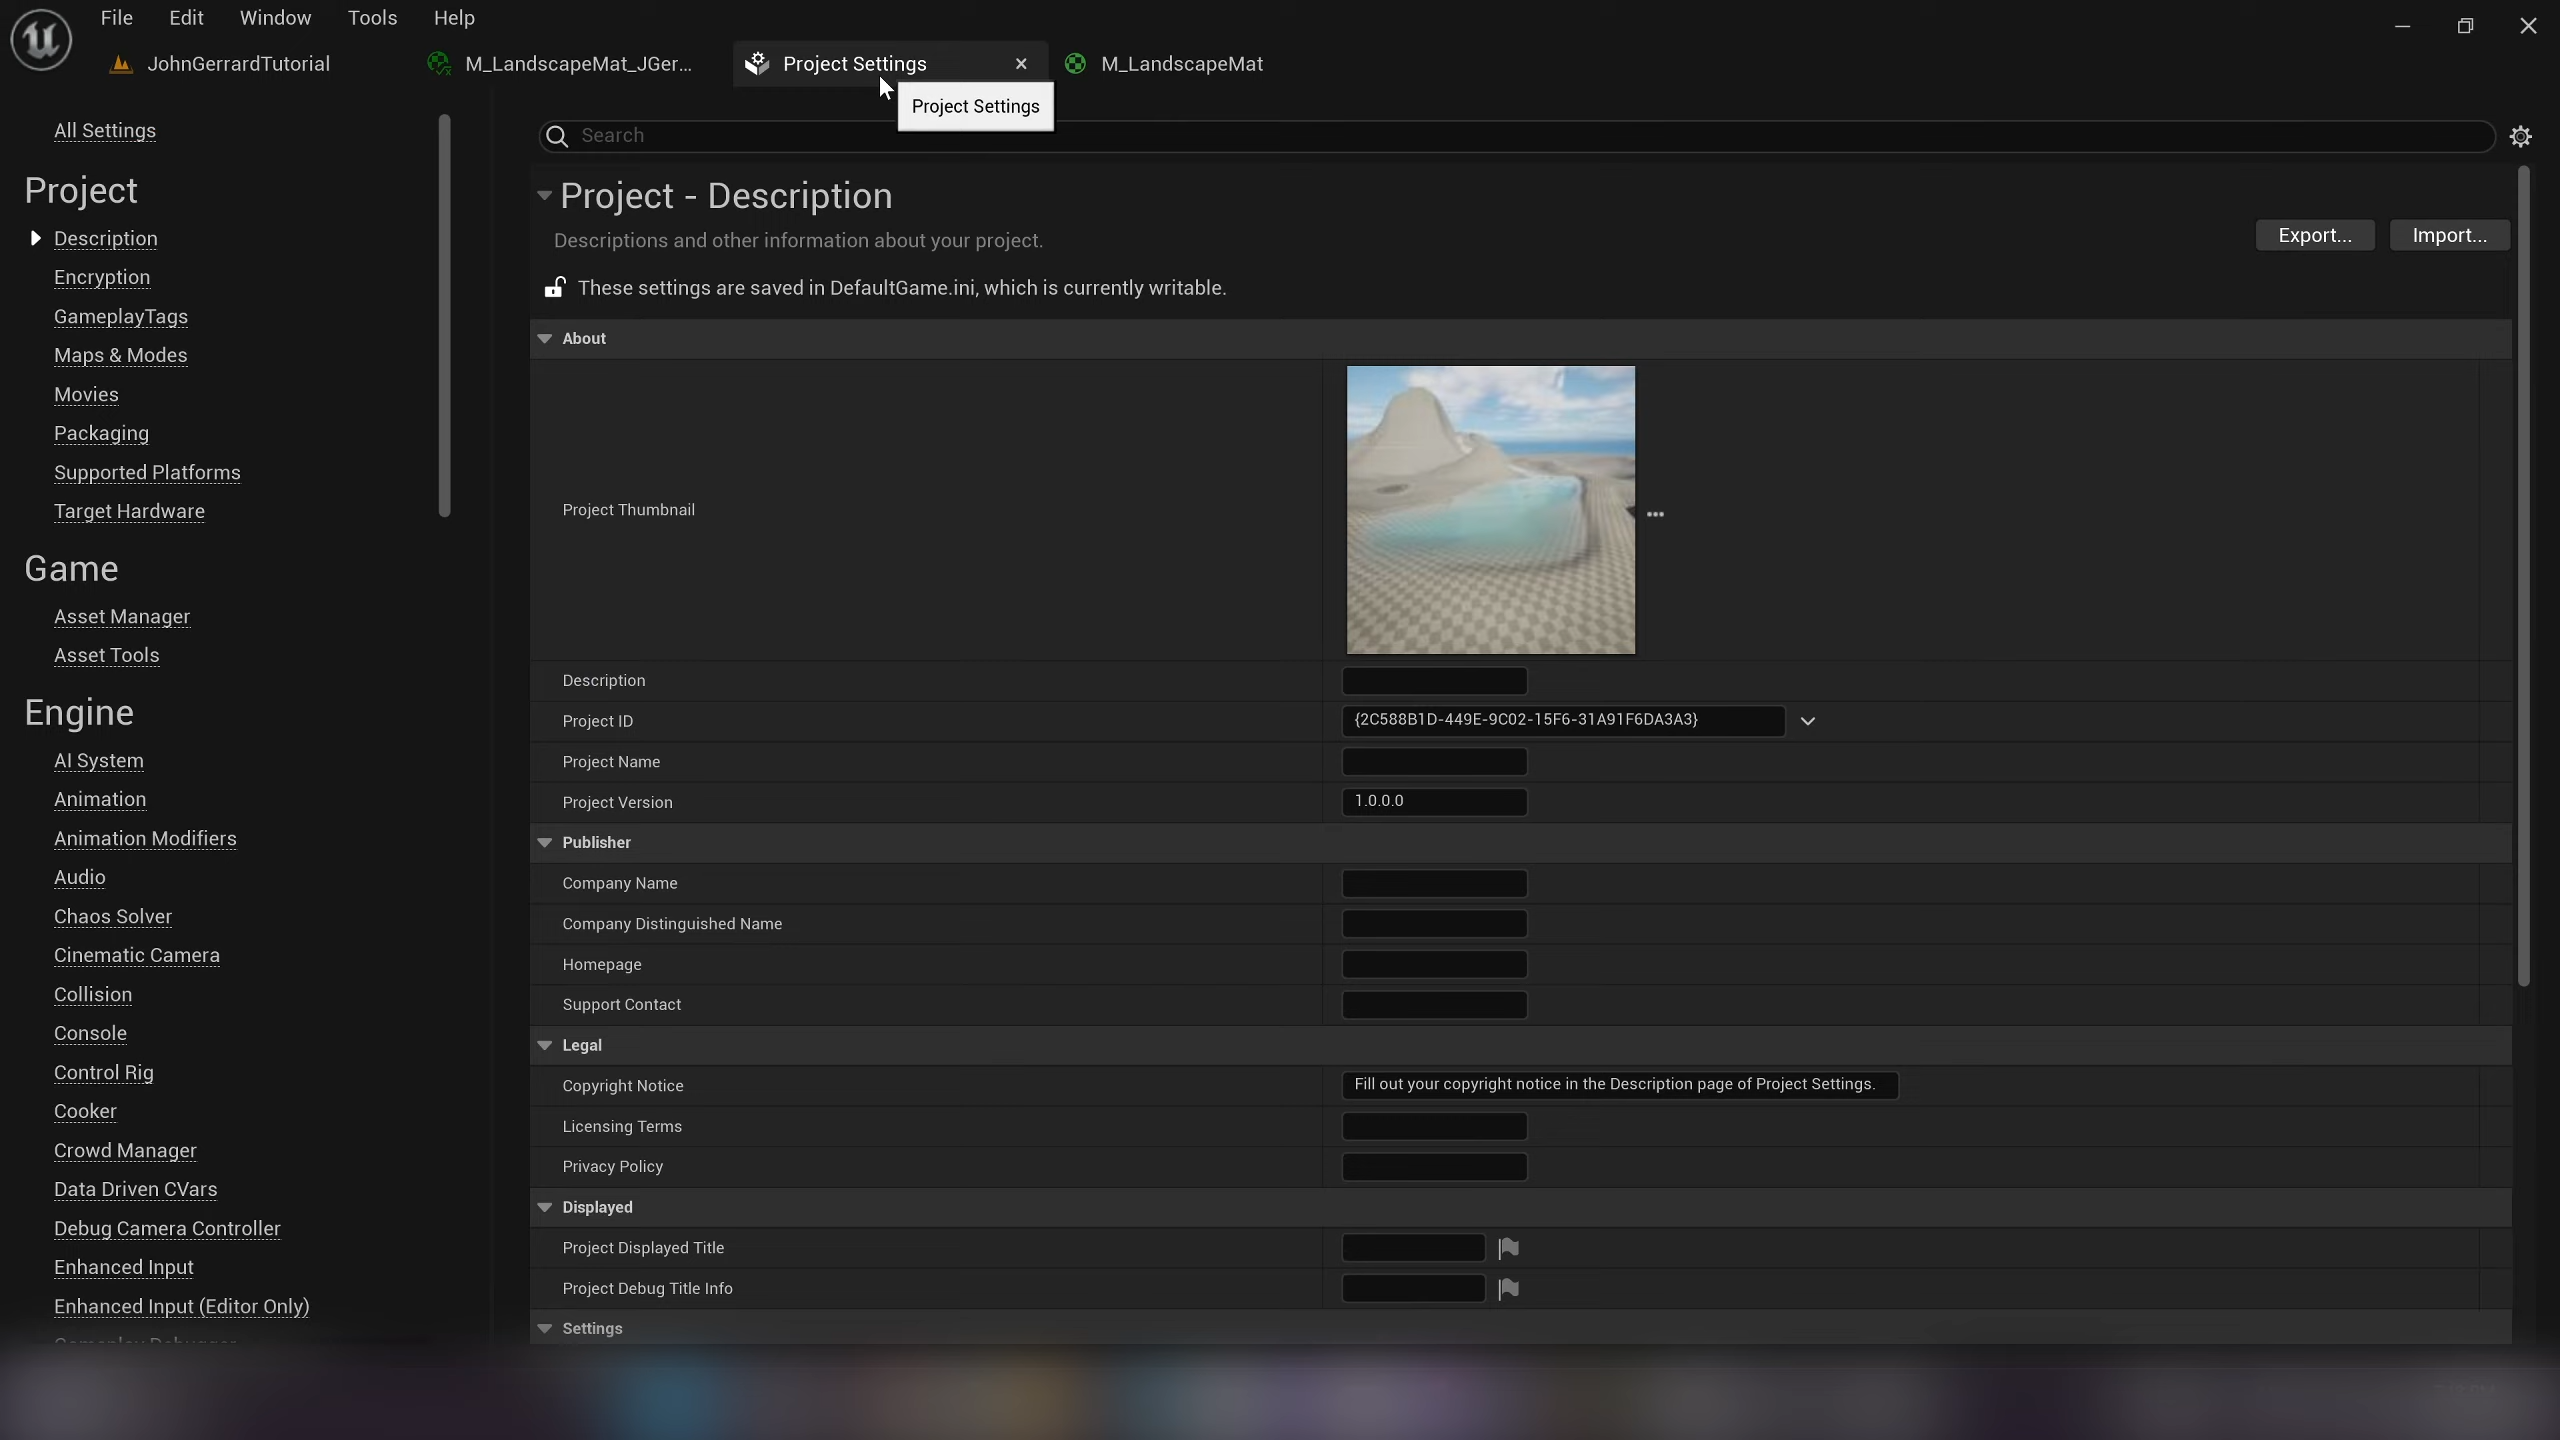 File Edit Window Tools Help
JohnGerrardTutorial M_LandscapeMat_JGer... Project Settings M_LandscapeMat
Project Settings
Search
All Settings
Project
Description
Encryption
GameplayTags
Maps & Modes
Movies
Packaging
Supported Platforms
Target Hardware
Game
Asset Manager
Asset Tools
Engine
AI System
Animation
Animation Modifiers
Audio
Chaos Solver
Cinematic Camera
Collision
Console
Control Rig
Cooker
Crowd Manager
Data Driven CVars
Debug Camera Controller
Enhanced Input
Enhanced Input (Editor Only)
Project - Description
Descriptions and other information about your project.
Export... Import...
These settings are saved in DefaultGame.ini, which is currently writable.
About
Project Thumbnail
Description
Project ID {2C588B1D-449E-9C02-15F6-31A91F6DA3A3}
Project Name
Project Version 1.0.0.0
Publisher
Company Name
Company Distinguished Name
Homepage
Support Contact
Legal
Copyright Notice Fill out your copyright notice in the Description page of Project Settings.
Licensing Terms
Privacy Policy
Displayed
Project Displayed Title
Project Debug Title Info
Settings